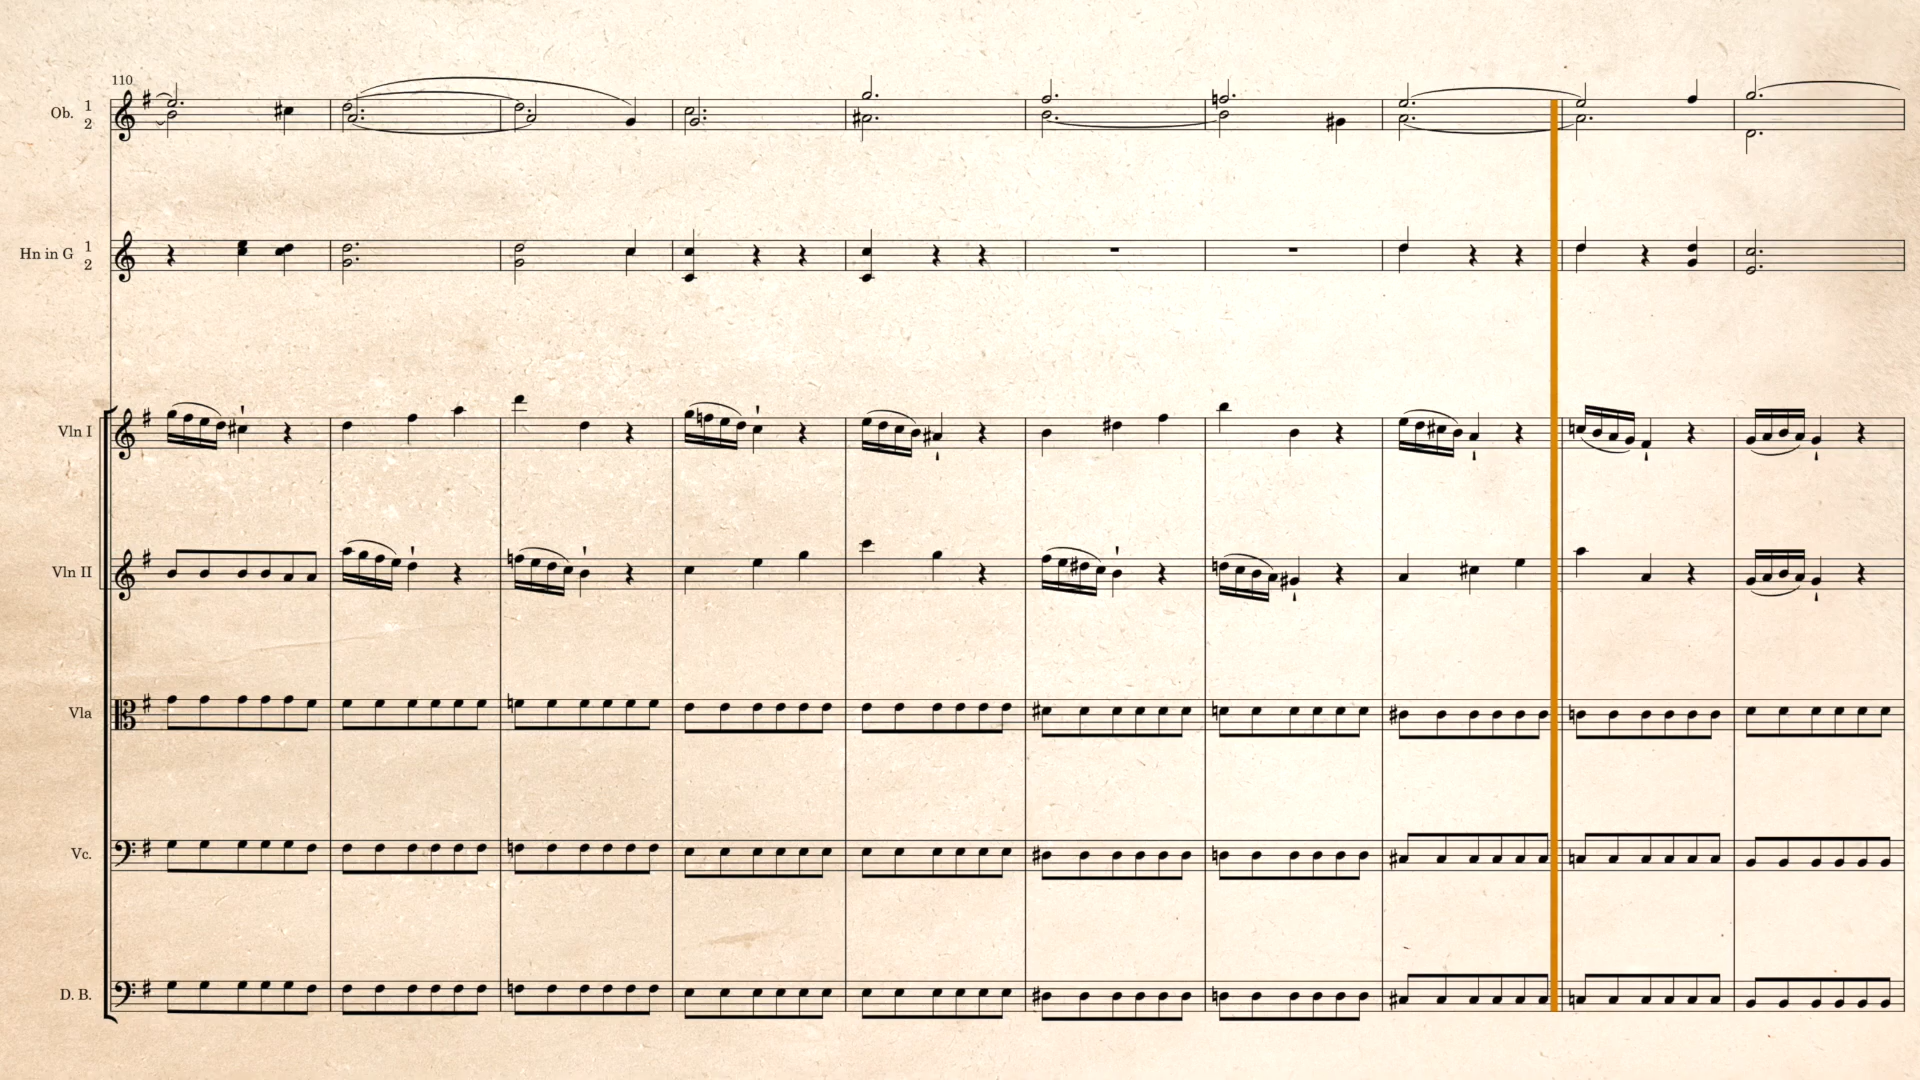 110
Ob. 1
2
Hn in G 1
2
Vln I
Vln II
Vla
Vc.
D. B.